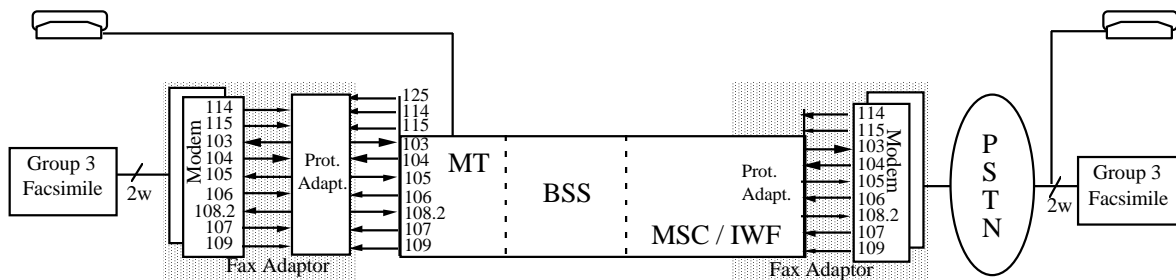 Group 3
Facsimile
2w
Modem
114
115
103
104
105
106
108.2
107
109
Prot.
Adapt.
Fax Adaptor
125
114
115
103
104
105
106
108.2
107
109
MT
BSS
MSC / IWF
Prot.
Adapt.
114
115
103
104
105
106
108.2
107
109
Modem
Fax Adaptor
P
S
T
N
2w
Group 3
Facsimile